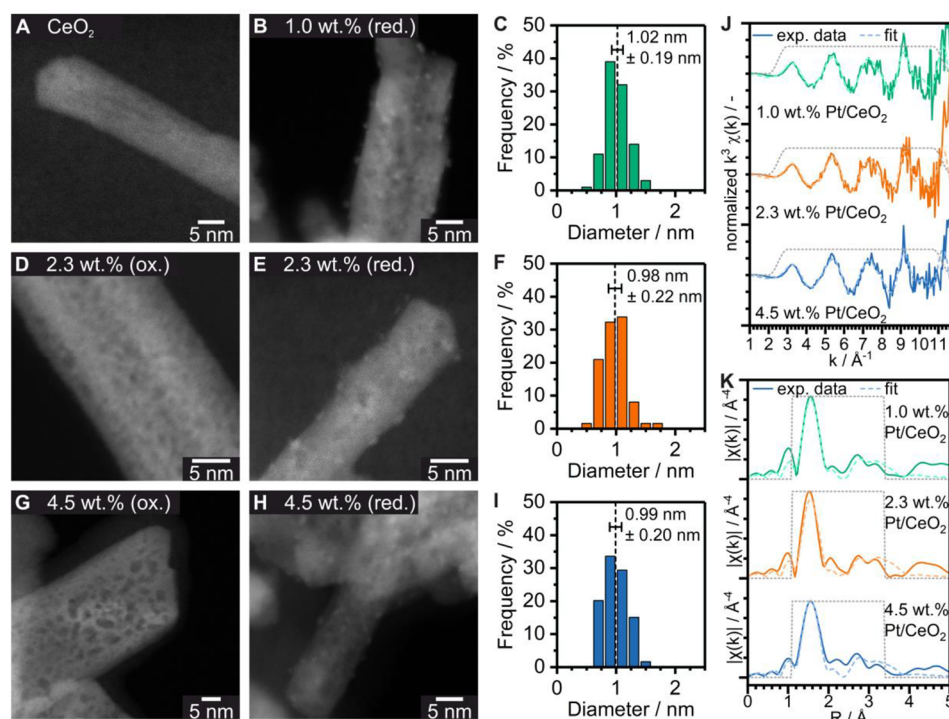 A CeO₂
5 nm
B 1.0 wt.% (red.)
5 nm
C
1.02 nm
± 0.19 nm
50
40
30
20
10
0
Frequency / %
0 1 2
Diameter / nm
D 2.3 wt.% (ox.)
5 nm
E 2.3 wt.% (red.)
5 nm
F
0.98 nm
± 0.22 nm
50
40
30
20
10
0
Frequency / %
0 1 2
Diameter / nm
G 4.5 wt.% (ox.)
5 nm
H 4.5 wt.% (red.)
5 nm
I
0.99 nm
± 0.20 nm
50
40
30
20
10
0
Frequency / %
0 1 2
Diameter / nm
J
exp. data fit
1.0 wt.% Pt/CeO₂
2.3 wt.% Pt/CeO₂
4.5 wt.% Pt/CeO₂
normalized k³ χ(k) / -
1 2 3 4 5 6 7 8 9 10 11
k / Å⁻¹
K
exp. data fit
1.0 wt.%
Pt/CeO₂
|χ(k)| / Å⁻⁴
2.3 wt.%
Pt/CeO₂
|χ(k)| / Å⁻⁴
4.5 wt.%
Pt/CeO₂
|χ(k)| / Å⁻⁴
0 1 2 3 4 5
R / Å